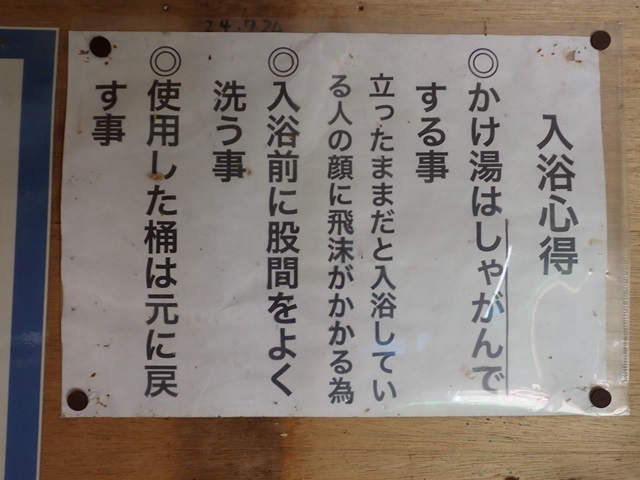 24.7.20
入浴心得
◎かけ湯はしゃがんで
する事
立ったままだと入浴してい
る人の顔に飛沫がかかる為
◎入浴前に股間をよく
洗う事
◎使用した桶は元に戻
す事